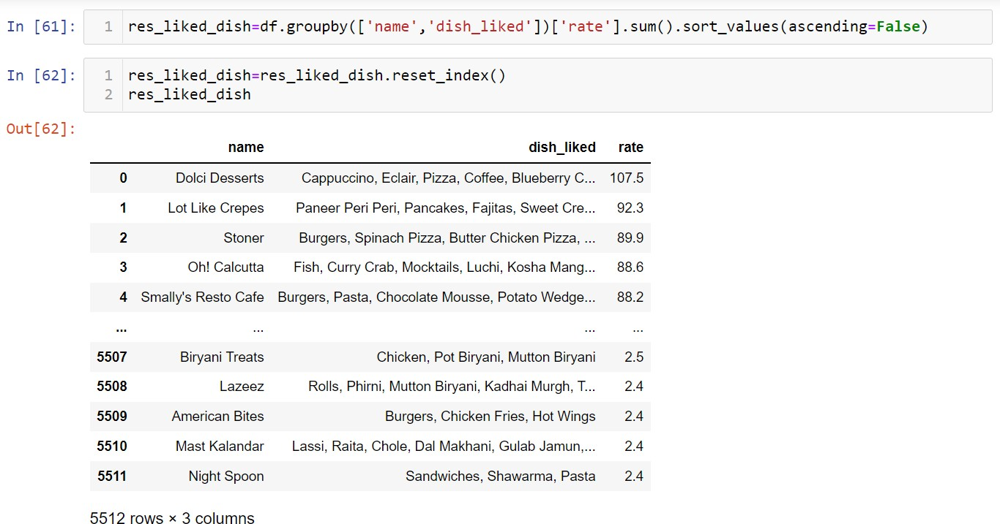 In [61]: 1 res_liked_dish=df.groupby(['name','dish_liked'])['rate'].sum().sort_values(ascending=False)
In [62]: 1 res_liked_dish=res_liked_dish.reset_index()
2 res_liked_dish
Out[62]:
name dish_liked rate
0 Dolci Desserts Cappuccino, Eclair, Pizza, Coffee, Blueberry C... 107.5
1 Lot Like Crepes Paneer Peri Peri, Pancakes, Fajitas, Sweet Cre... 92.3
2 Stoner Burgers, Spinach Pizza, Butter Chicken Pizza, ... 89.9
3 Oh! Calcutta Fish, Curry Crab, Mocktails, Luchi, Kosha Mang... 88.6
4 Smally's Resto Cafe Burgers, Pasta, Chocolate Mousse, Potato Wedge... 88.2
... ... ... ...
5507 Biryani Treats Chicken, Pot Biryani, Mutton Biryani 2.5
5508 Lazeez Rolls, Phirni, Mutton Biryani, Kadhai Murgh, T... 2.4
5509 American Bites Burgers, Chicken Fries, Hot Wings 2.4
5510 Mast Kalandar Lassi, Raita, Chole, Dal Makhani, Gulab Jamun,... 2.4
5511 Night Spoon Sandwiches, Shawarma, Pasta 2.4
5512 rows × 3 columns